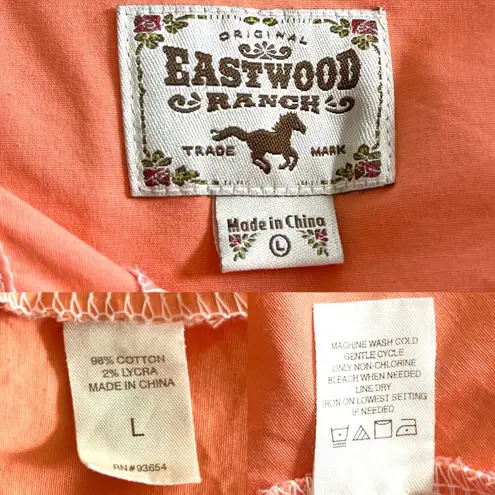 ORIGINAL
EASTWOOD
RANCH
TRADE MARK
Made in China
L
98% COTTON
2% LYCRA
MADE IN CHINA
L
RN#93654
MACHINE WASH COLD
GENTLE CYCLE
ONLY NON-CHLORINE
BLEACH WHEN NEEDED
LINE DRY
IRON ON LOWEST SETTING
IF NEEDED